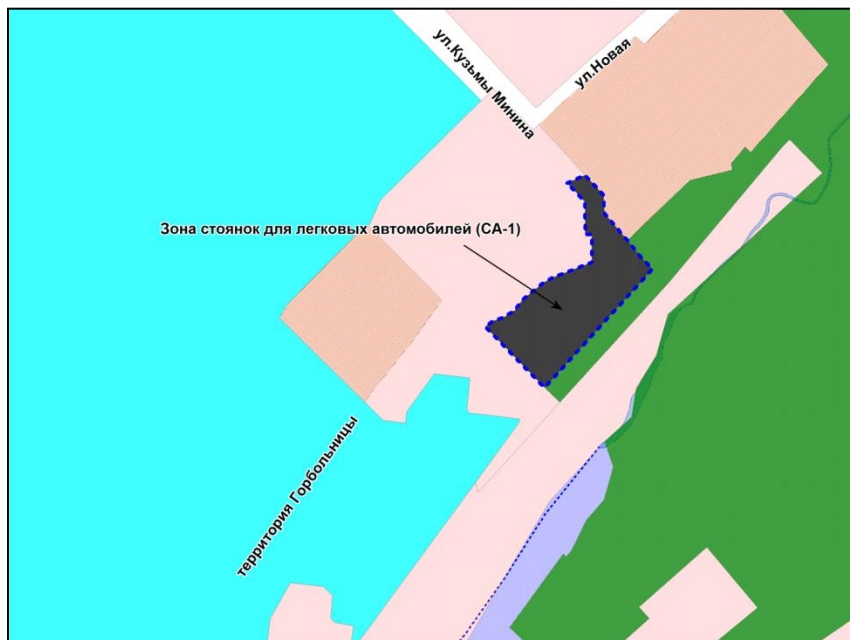 ул.Кузьмы Минина
ул.Новая
Зона стоянок для легковых автомобилей (СА-1)
территория Горбольницы